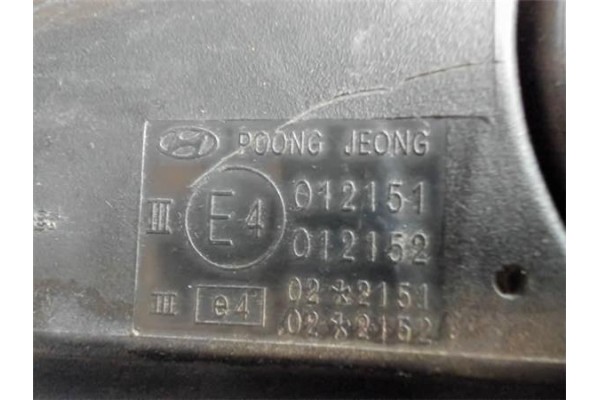 POONG JEONG
III E4 012151
012152
III e4 02*2151
02*2152